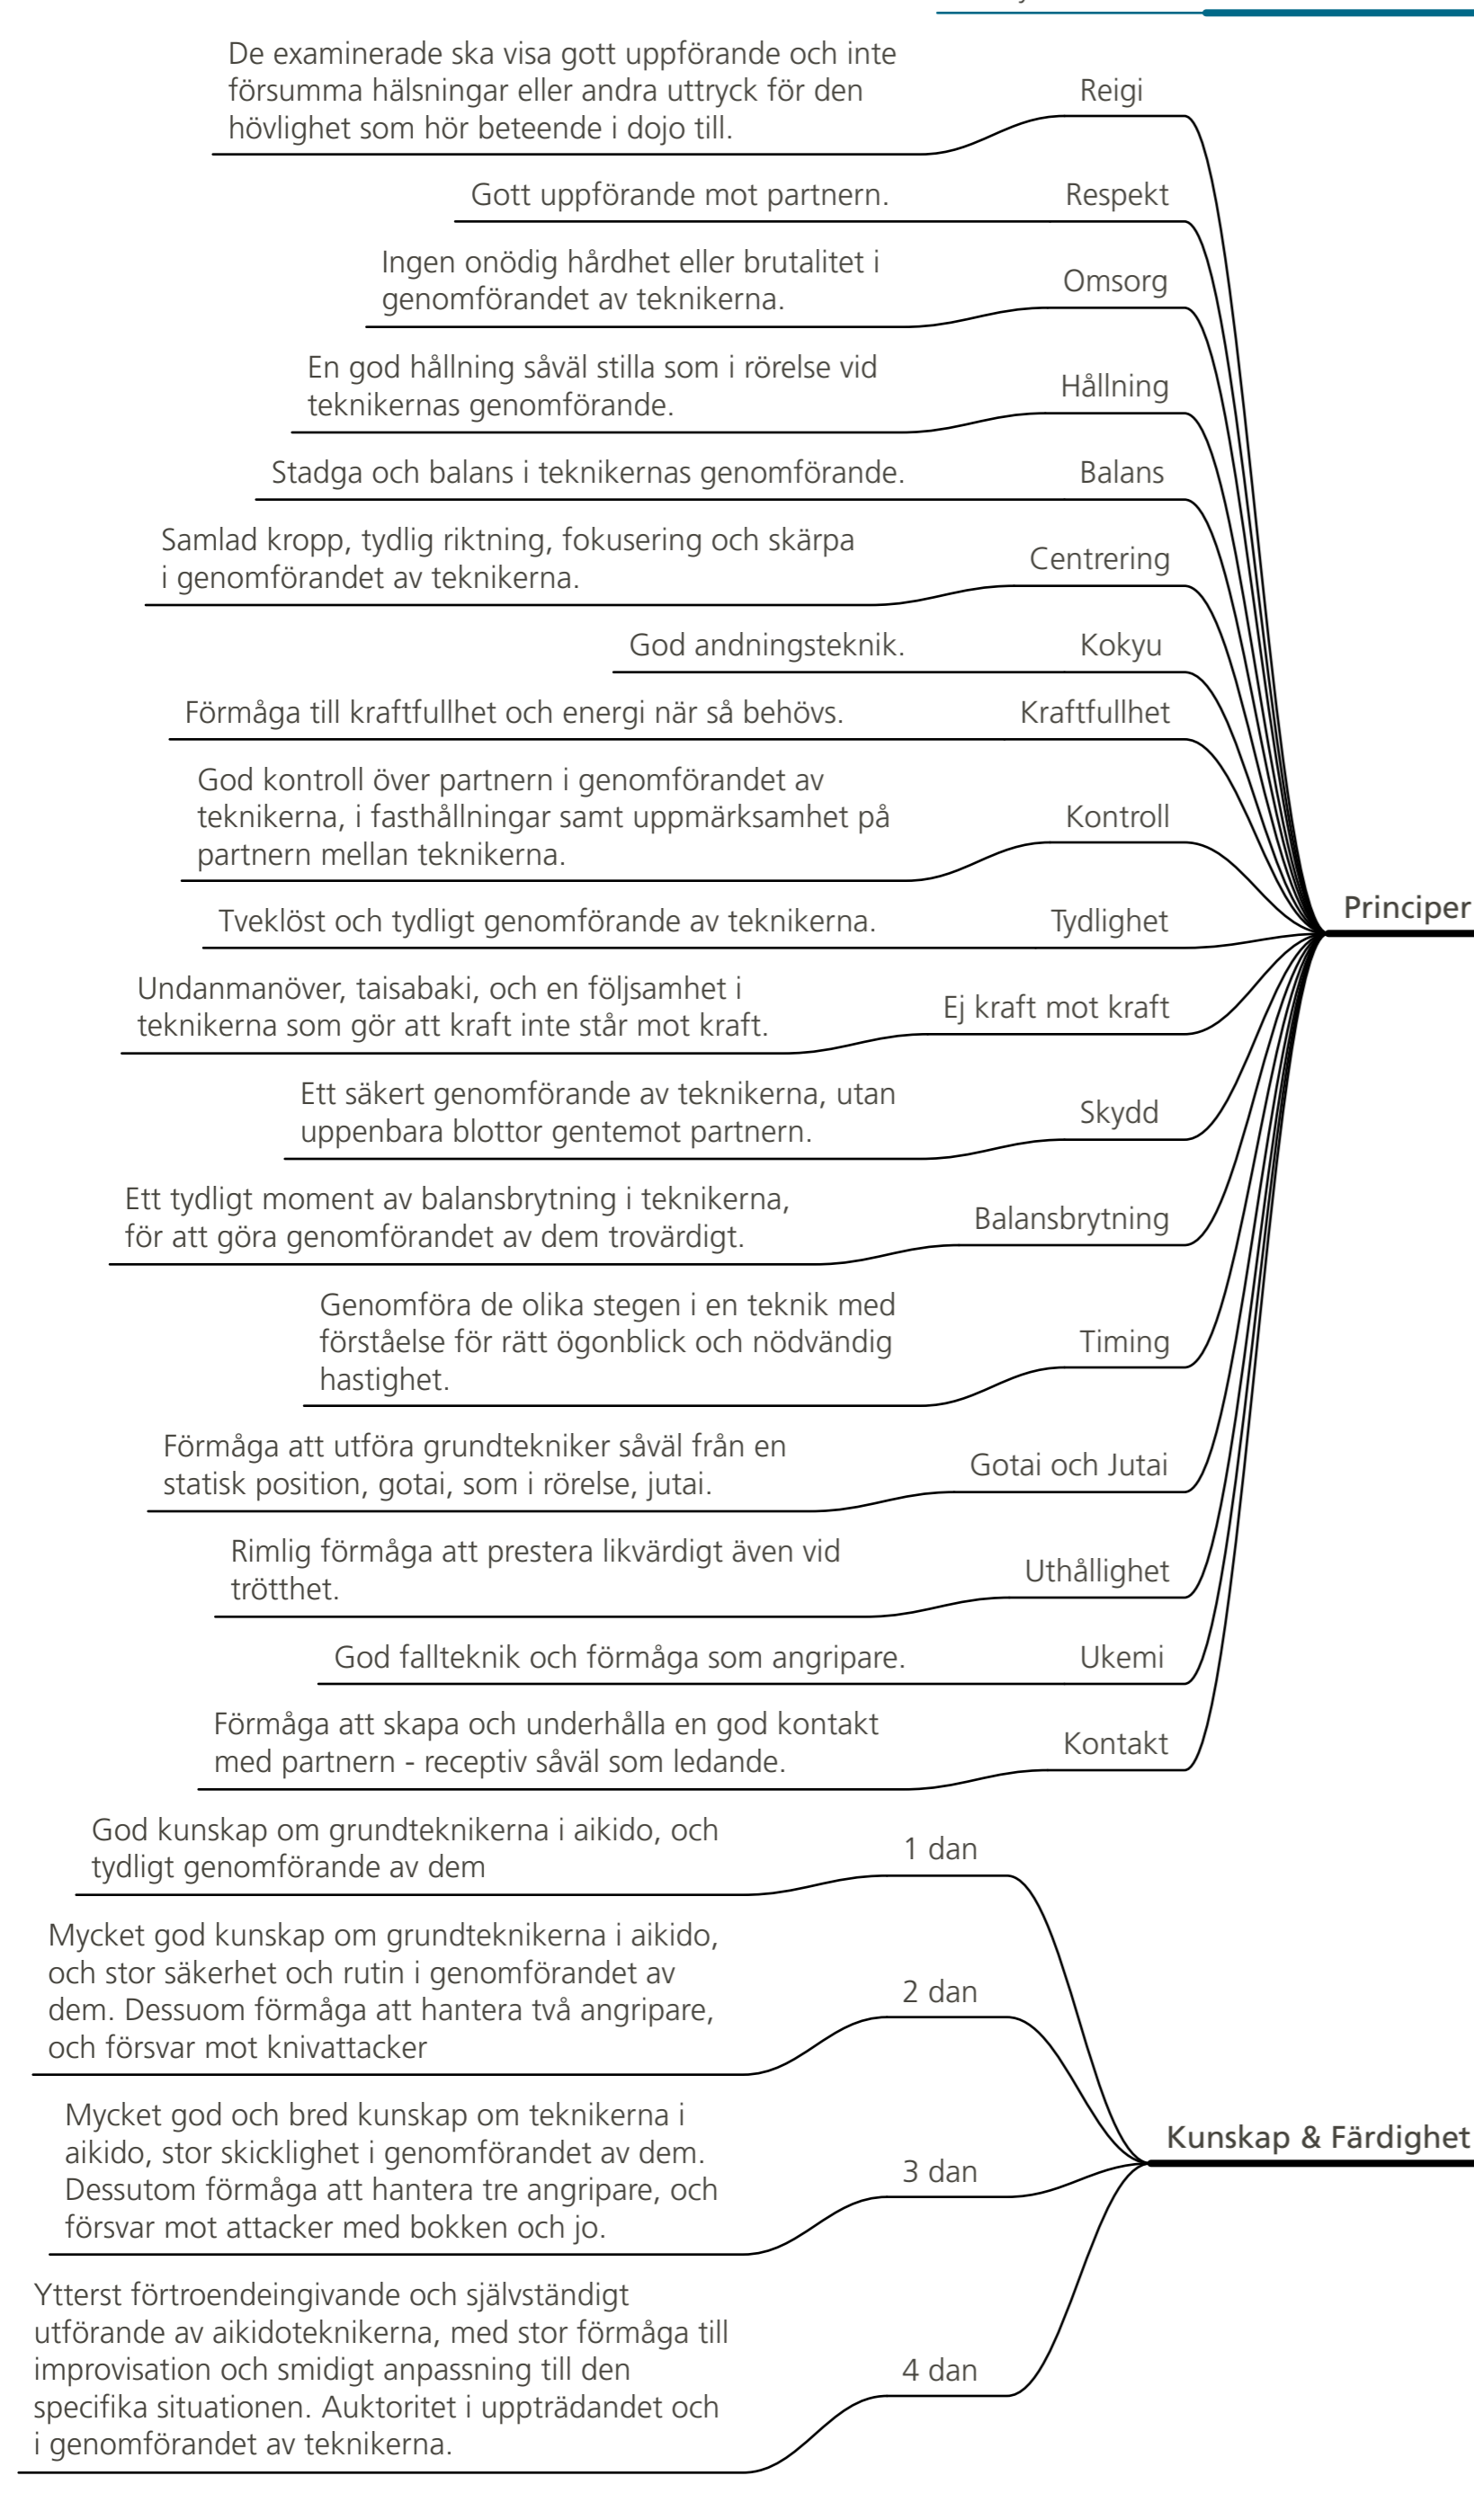 De examinerade ska visa gott uppförande och inte
försumma hälsningar eller andra uttryck för den
hövlighet som hör beteende i dojo till.
Reigi
Gott uppförande mot partnern.
Respekt
Ingen onödig hårdhet eller brutalitet i
genomförandet av teknikerna.
Omsorg
En god hållning såväl stilla som i rörelse vid
teknikernas genomförande.
Hållning
Stadga och balans i teknikernas genomförande.
Balans
Samlad kropp, tydlig riktning, fokusering och skärpa
i genomförandet av teknikerna.
Centrering
God andningsteknik.
Kokyu
Förmåga till kraftfullhet och energi när så behövs.
Kraftfullhet
God kontroll över partnern i genomförandet av
teknikerna, i fasthållningar samt uppmärksamhet på
partnern mellan teknikerna.
Kontroll
Tveklöst och tydligt genomförande av teknikerna.
Tydlighet
Principer
Undanmanöver, taisabaki, och en följsamhet i
teknikerna som gör att kraft inte står mot kraft.
Ej kraft mot kraft
Ett säkert genomförande av teknikerna, utan
uppenbara blottor gentemot partnern.
Skydd
Ett tydligt moment av balansbrytning i teknikerna,
för att göra genomförandet av dem trovärdigt.
Balansbrytning
Genomföra de olika stegen i en teknik med
förståelse för rätt ögonblick och nödvändig
hastighet.
Timing
Förmåga att utföra grundtekniker såväl från en
statisk position, gotai, som i rörelse, jutai.
Gotai och Jutai
Rimlig förmåga att prestera likvärdigt även vid
trötthet.
Uthållighet
God fallteknik och förmåga som angripare.
Ukemi
Förmåga att skapa och underhålla en god kontakt
med partnern - receptiv såväl som ledande.
Kontakt
God kunskap om grundteknikerna i aikido, och
tydligt genomförande av dem
1 dan
Mycket god kunskap om grundteknikerna i aikido,
och stor säkerhet och rutin i genomförandet av
dem. Dessuom förmåga att hantera två angripare,
och försvar mot knivattacker
2 dan
Mycket god och bred kunskap om teknikerna i
aikido, stor skicklighet i genomförandet av dem.
Dessutom förmåga att hantera tre angripare, och
försvar mot attacker med bokken och jo.
3 dan
Kunskap & Färdighet
Ytterst förtroendeingivande och självständigt
utförande av aikidoteknikerna, med stor förmåga till
improvisation och smidigt anpassning till den
specifika situationen. Auktoritet i uppträdandet och
i genomförandet av teknikerna.
4 dan